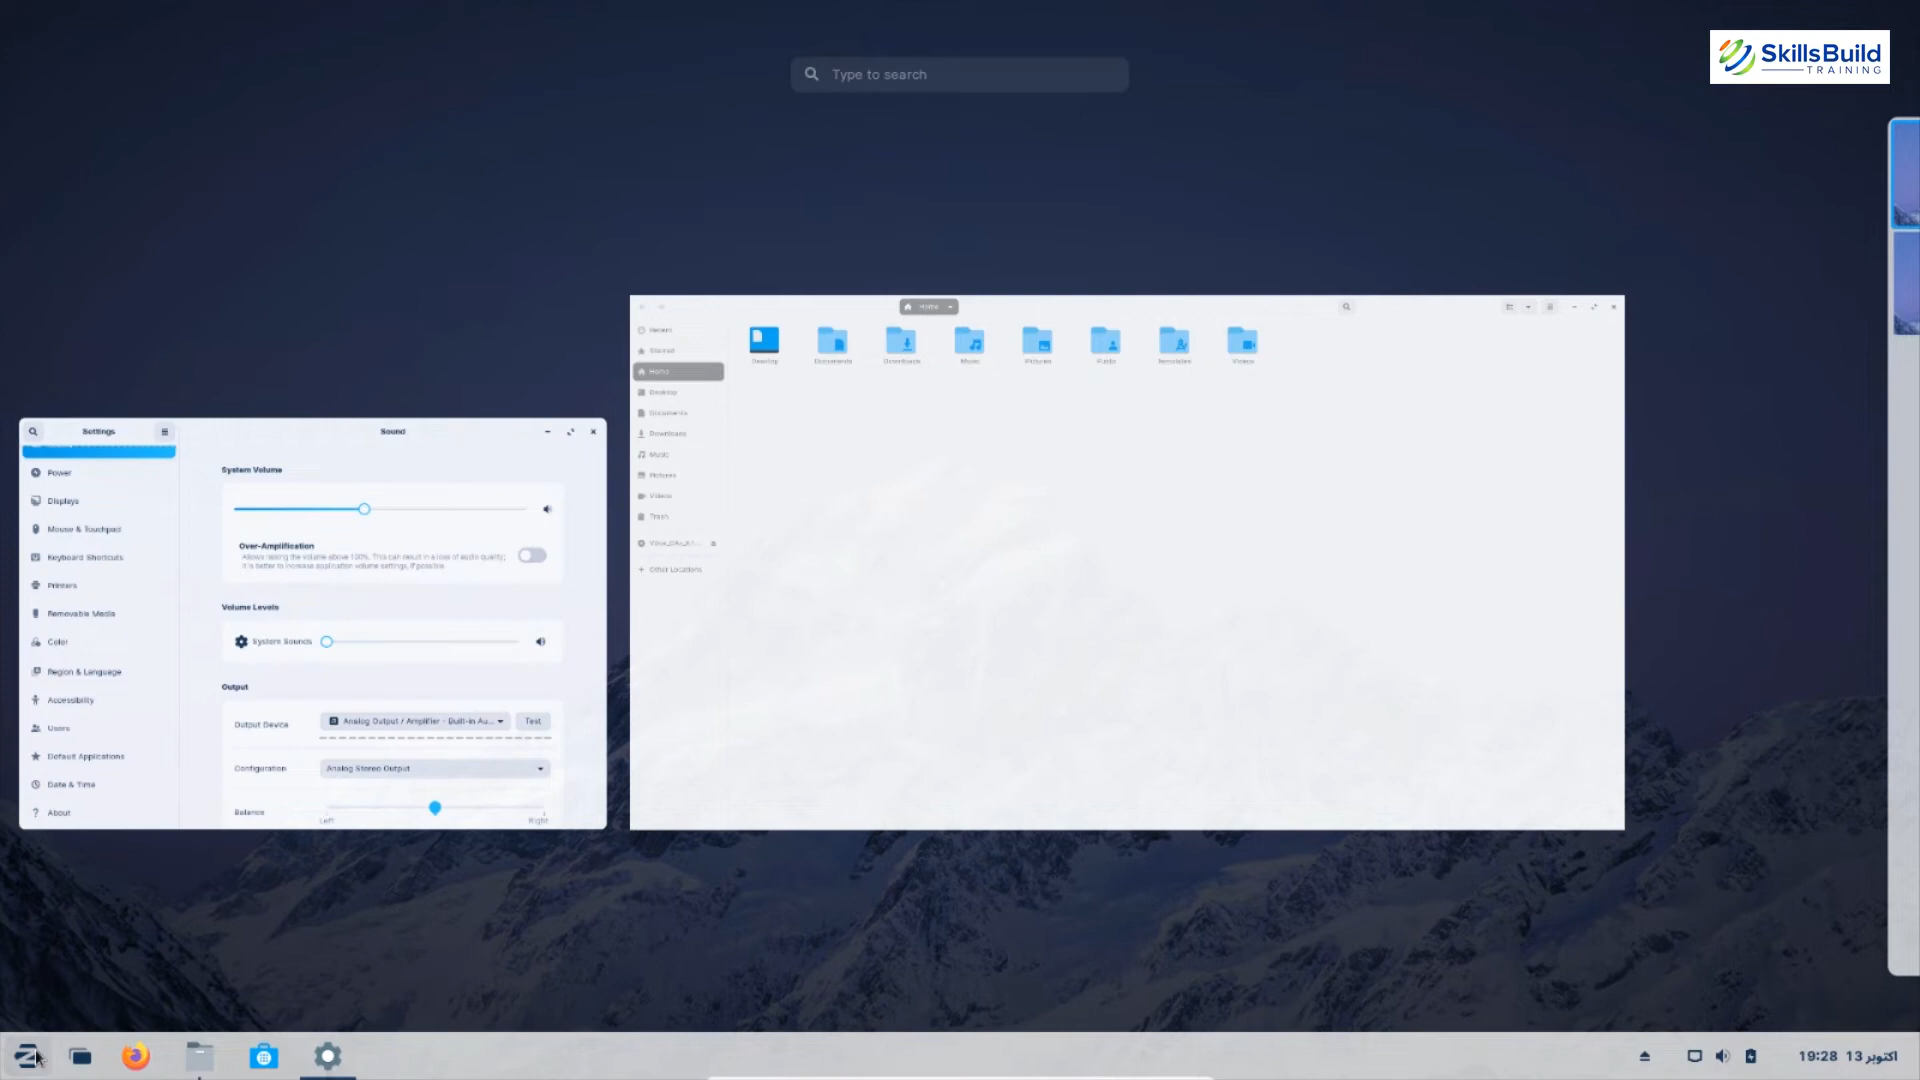 Type to search
SkillsBuild
TRAINING
Home
Recent
Starred
Home
Desktop
Documents
Downloads
Music
Pictures
Videos
Trash
Other Locations
Desktop
Documents
Downloads
Music
Pictures
Public
Templates
Videos
Settings
Sound
Power
Displays
Mouse & Touchpad
Keyboard Shortcuts
Printers
Removable Media
Color
Region & Language
Accessibility
Users
Default Applications
Date & Time
About
System Volume
Over-Amplification
Allows raising the volume above 100%. This can result in a loss of audio quality;
it is better to increase application volume settings, if possible.
Volume Levels
System Sounds
Output
Output Device
Analog Output / Amplifier - Built-in Au...
Test
Configuration
Analog Stereo Output
Balance
Left
Right
19:28 13 اکتوبر